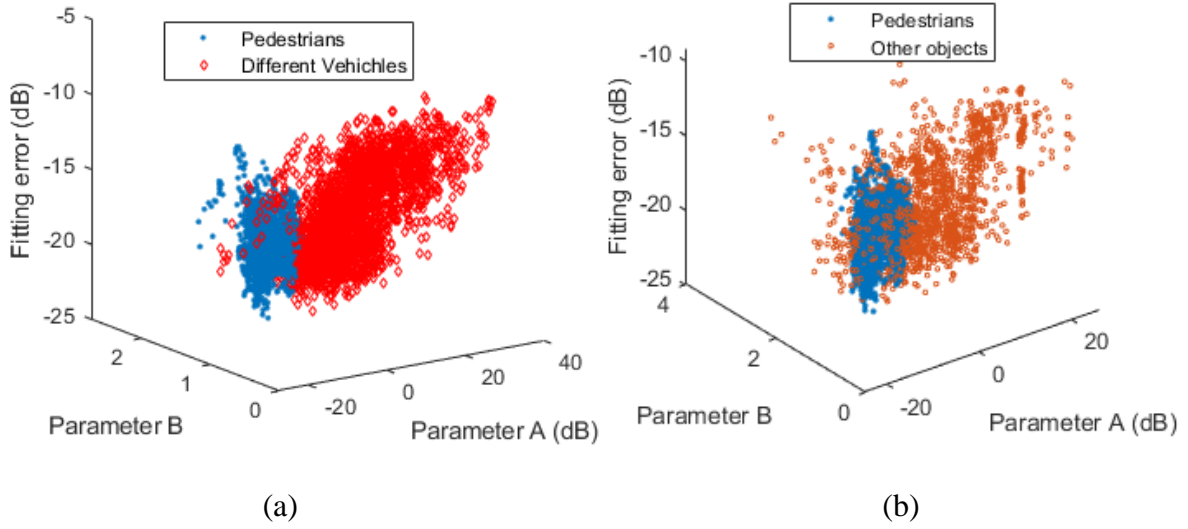 Pedestrians
Different Vehichles
Fitting error (dB)
-5
-10
-15
-20
-25
2
1
0
Parameter B
-20
0
20
40
Parameter A (dB)
(a)
Pedestrians
Other objects
Fitting error (dB)
-10
-15
-20
-25
4
2
0
Parameter B
-20
0
20
Parameter A (dB)
(b)